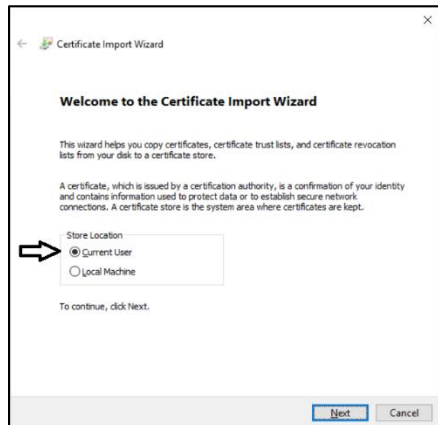 Certificate Import Wizard
Welcome to the Certificate Import Wizard
This wizard helps you copy certificates, certificate trust lists, and certificate revocation
lists from your disk to a certificate store.
A certificate, which is issued by a certification authority, is a confirmation of your identity
and contains information used to protect data or to establish secure network
connections. A certificate store is the system area where certificates are kept.
Store Location
Current User
Local Machine
To continue, click Next.
Next Cancel